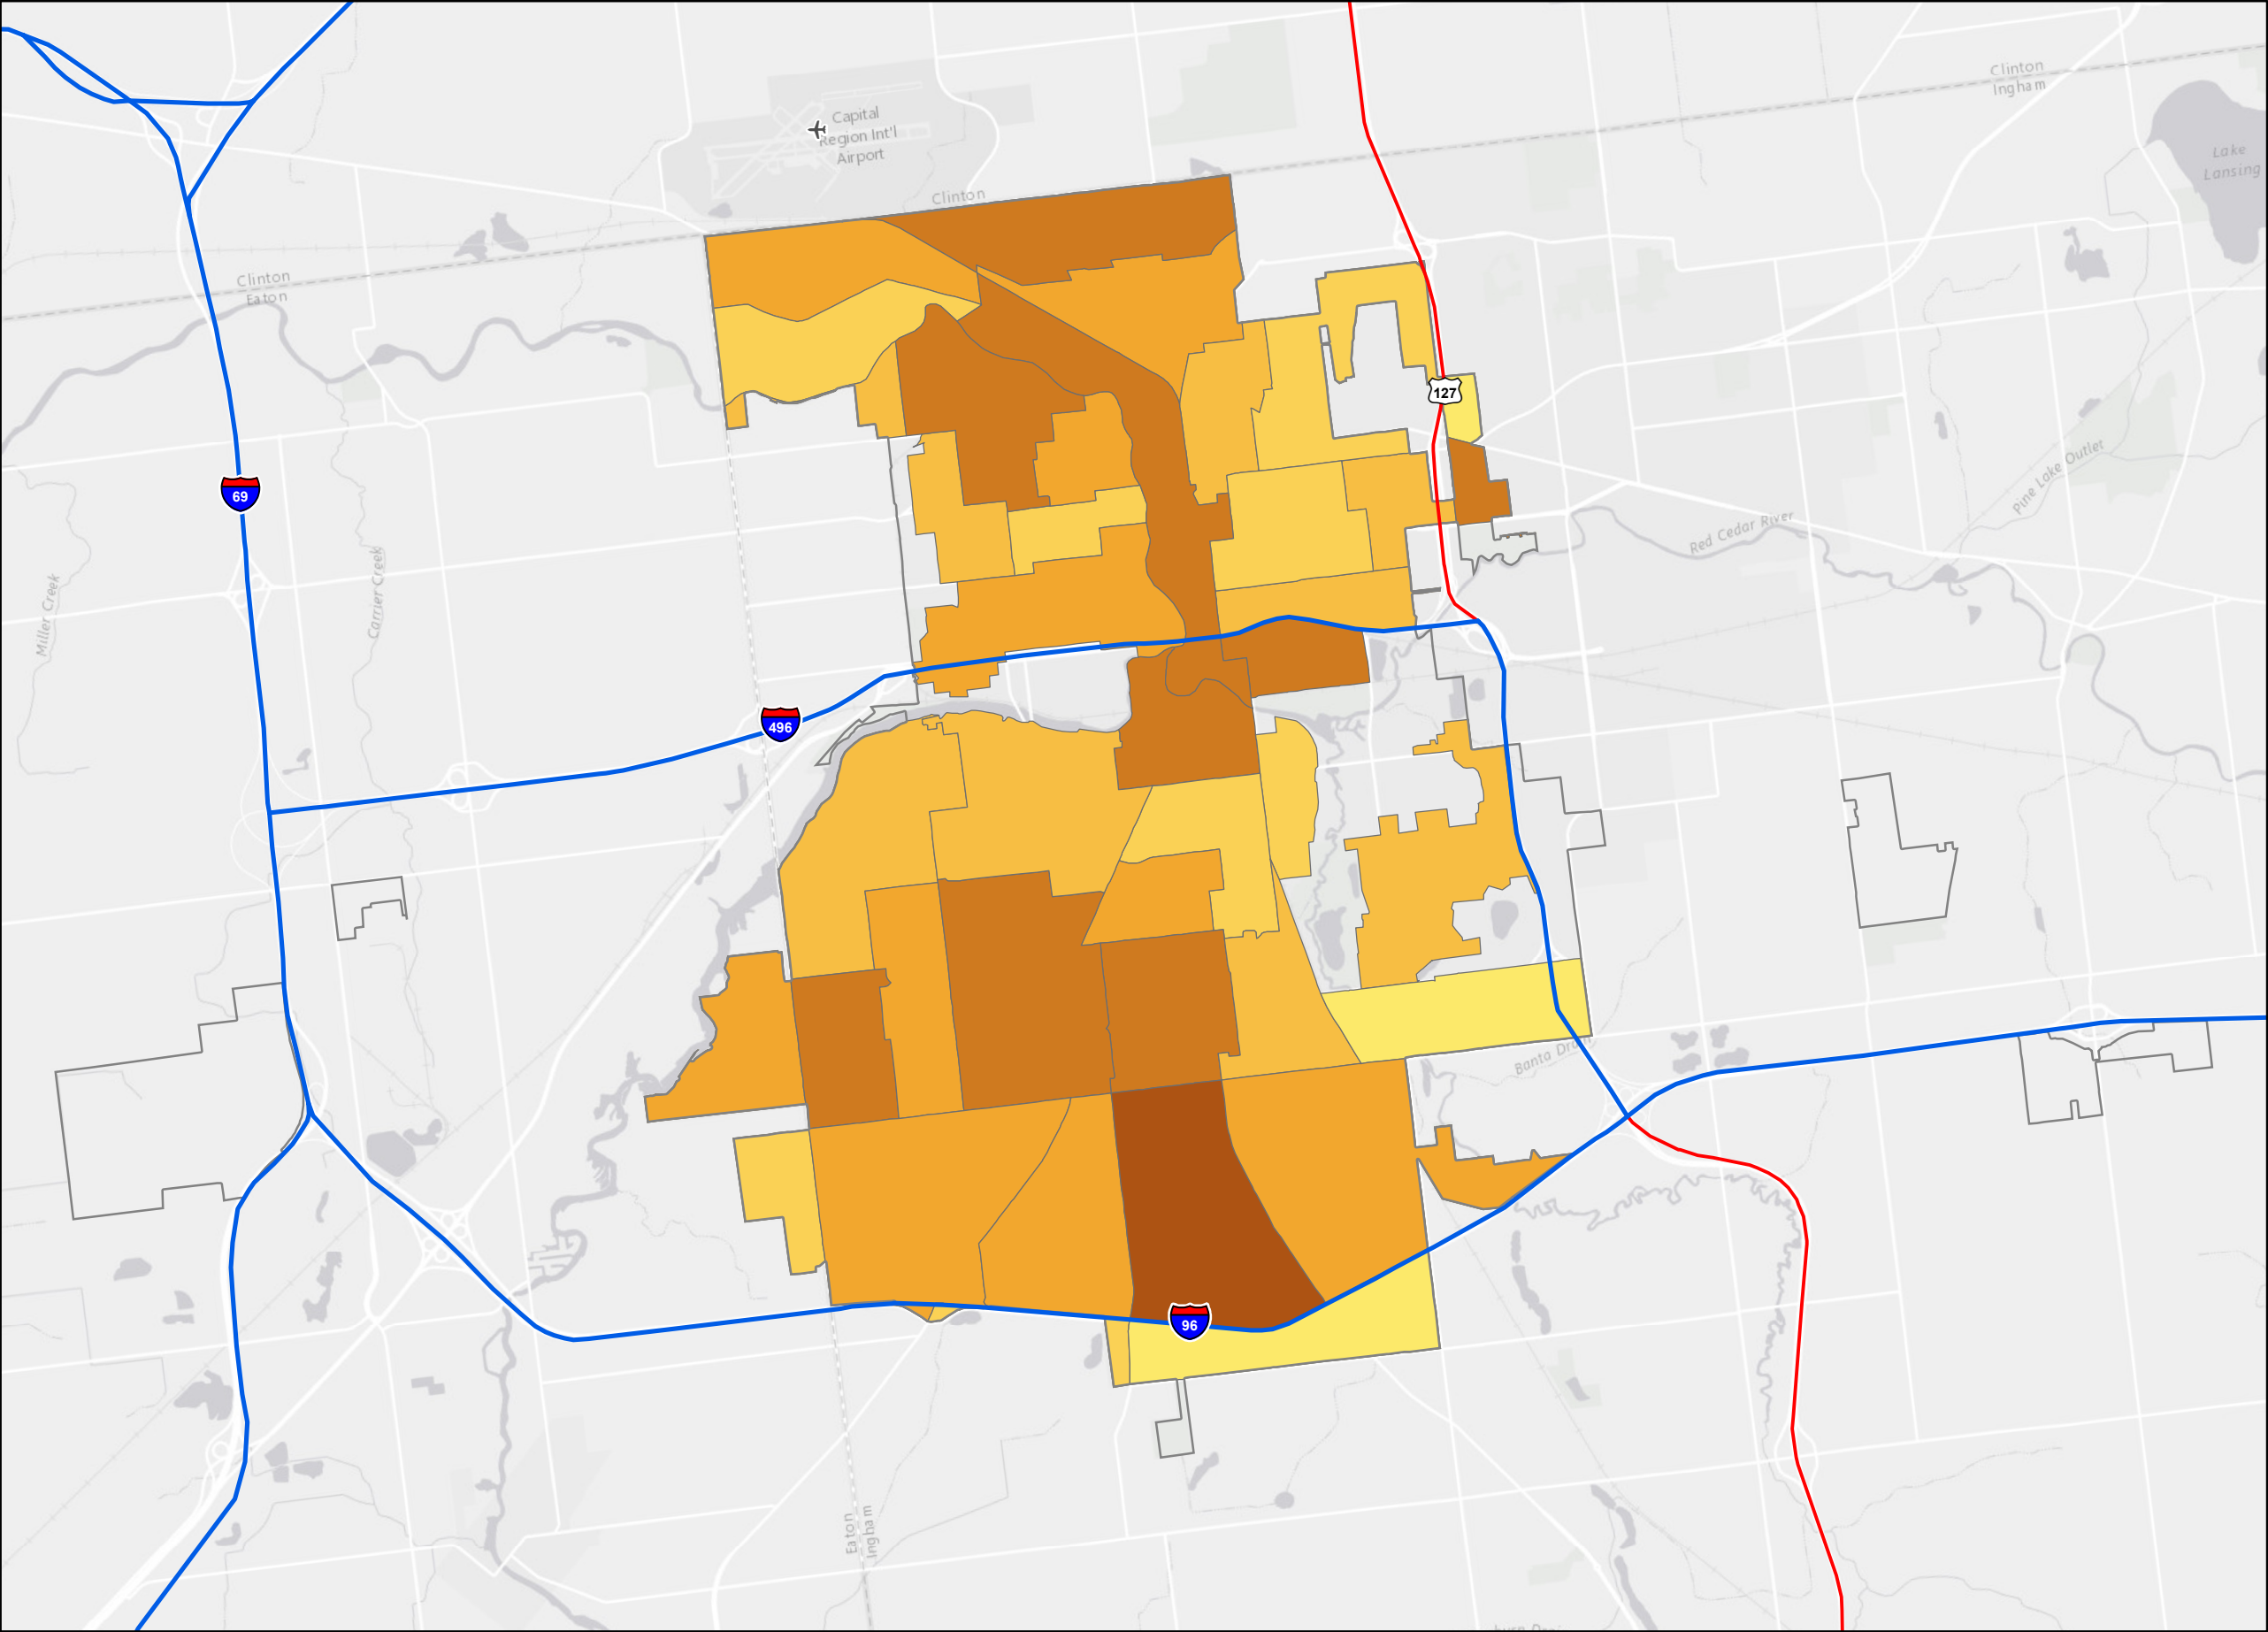 Clinton
Ingham
Capital
Region Int'l
Airport
Lake
Lansing
Clinton
Clinton
Eaton
127
69
Pine Lake Outlet
Red Cedar River
Miller Creek
Carrier Creek
496
Banta Drain
96
Eaton
Ingham